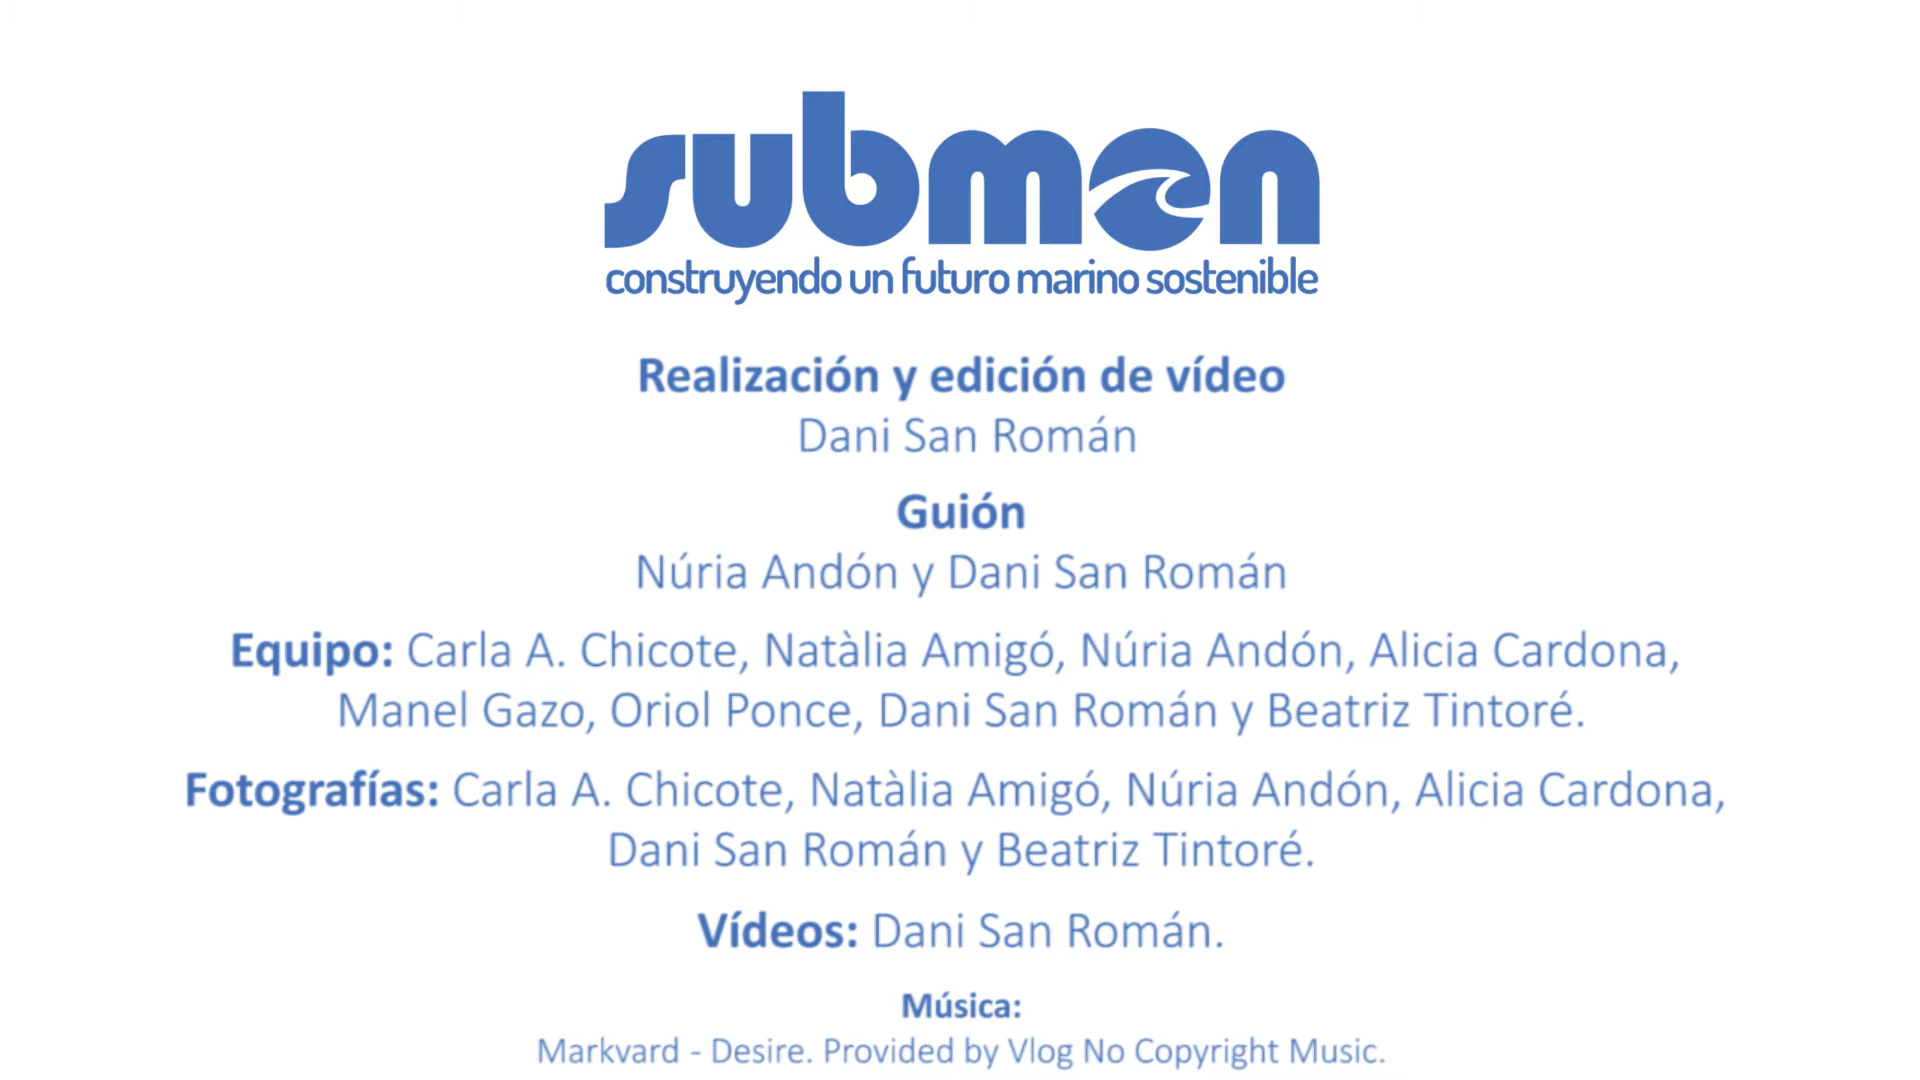 submon
construyendo un futuro marino sostenible
Realización y edición de vídeo
Dani San Román
Guión
Núria Andón y Dani San Román
Equipo: Carla A. Chicote, Natàlia Amigó, Núria Andón, Alicia Cardona,
Manel Gazo, Oriol Ponce, Dani San Román y Beatriz Tintoré.
Fotografías: Carla A. Chicote, Natàlia Amigó, Núria Andón, Alicia Cardona,
Dani San Román y Beatriz Tintoré.
Vídeos: Dani San Román.
Música:
Markvard - Desire. Provided by Vlog No Copyright Music.